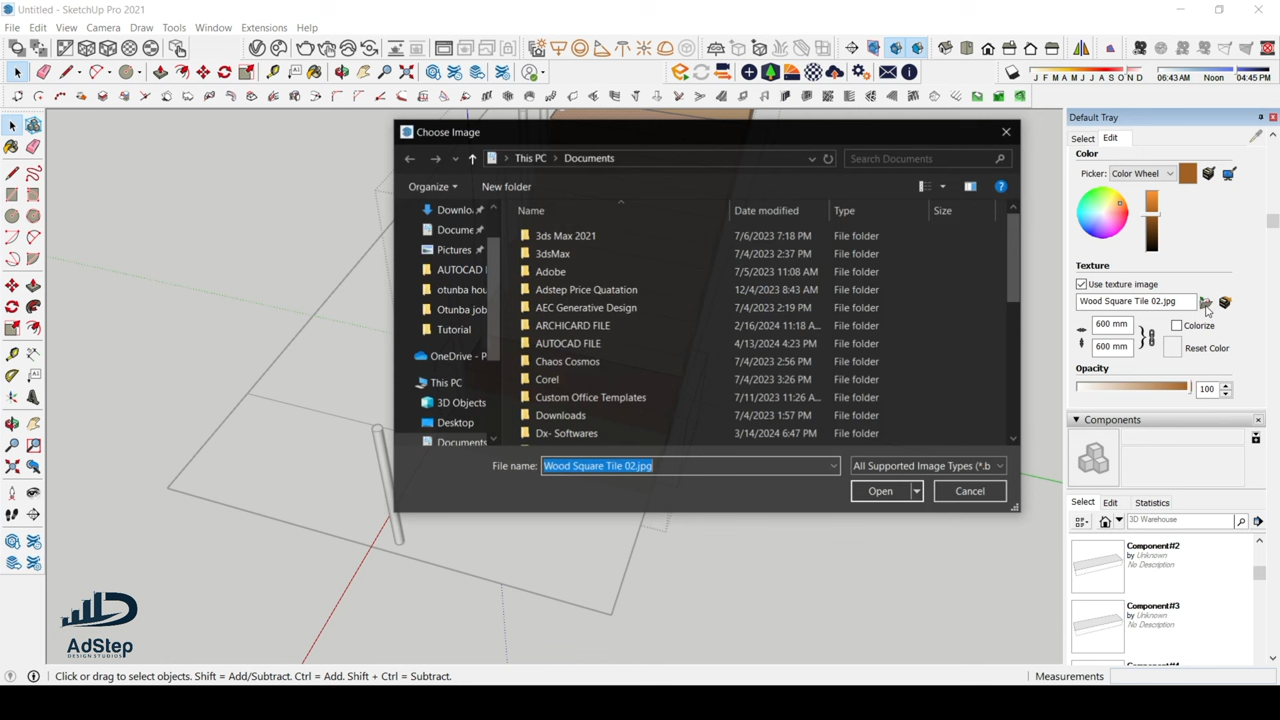 Untitled - SketchUp Pro 2021
File Edit View Camera Draw Tools Window Extensions Help
J F M A M J J A S O N D
06:43 AM Noon 04:45 PM
Choose Image
This PC > Documents
Search Documents
Organize New folder
Name Date modified Type Size
Docume
Pictures
AUTOCAD
otunba hou
Otunba job
Tutorial
OneDrive - P
This PC
3D Objects
Desktop
Documents
3ds Max 2021 7/6/2023 7:18 PM File folder
3dsMax 7/4/2023 2:37 PM File folder
Adobe 7/5/2023 11:08 AM File folder
Adstep Price Quatation 12/4/2023 8:43 AM File folder
AEC Generative Design 7/4/2023 2:19 PM File folder
ARCHICARD FILE 2/16/2024 11:18 A... File folder
AUTOCAD FILE 4/13/2024 4:23 PM File folder
Chaos Cosmos 7/4/2023 2:56 PM File folder
Corel 7/4/2023 3:26 PM File folder
Custom Office Templates 7/11/2023 11:26 A... File folder
Downloads 7/4/2023 1:57 PM File folder
Dx- Softwares 3/14/2024 6:47 PM File folder
File name: Wood Square Tile 02.jpg All Supported Image Types (*.b
Open Cancel
Default Tray
Select Edit
Color
Picker: Color Wheel
Texture
Use texture image
Wood Square Tile 02.jpg
600 mm Colorize
600 mm Reset Color
Opacity
100
Components
Select Edit Statistics
3D Warehouse
Component#2
by Unknown
No Description
Component#3
by Unknown
No Description
AdStep
DESIGN STUDIOS
Click or drag to select objects. Shift = Add/Subtract. Ctrl = Add. Shift + Ctrl = Subtract.
Measurements